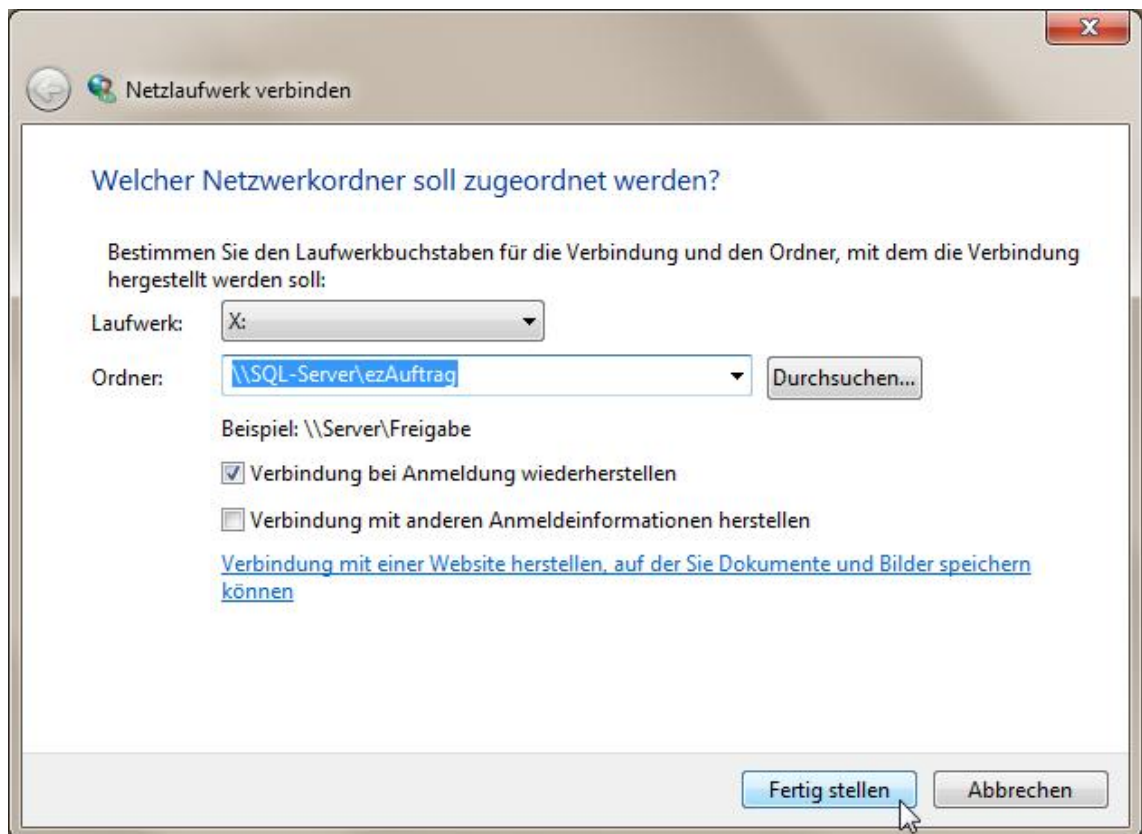 Netzlaufwerk verbinden
Welcher Netzwerkordner soll zugeordnet werden?
Bestimmen Sie den Laufwerkbuchstaben für die Verbindung und den Ordner, mit dem die Verbindung
hergestellt werden soll:
Laufwerk: X:
Ordner: \\SQL-Server\ezAuftrag Durchsuchen...
Beispiel: \\Server\Freigabe
Verbindung bei Anmeldung wiederherstellen
Verbindung mit anderen Anmeldeinformationen herstellen
Verbindung mit einer Website herstellen, auf der Sie Dokumente und Bilder speichern
können
Fertig stellen Abbrechen